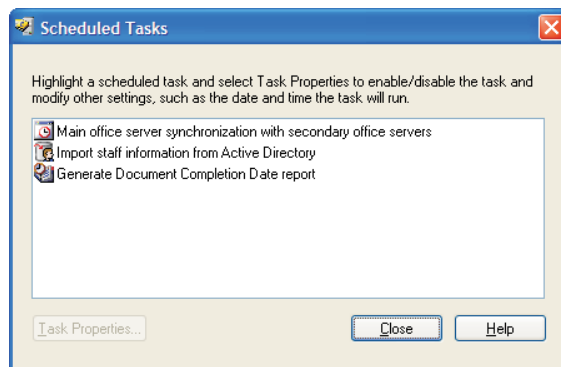 Scheduled Tasks
Highlight a scheduled task and select Task Properties to enable/disable the task and
modify other settings, such as the date and time the task will run.
Main office server synchronization with secondary office servers
Import staff information from Active Directory
Generate Document Completion Date report
Task Properties... Close Help